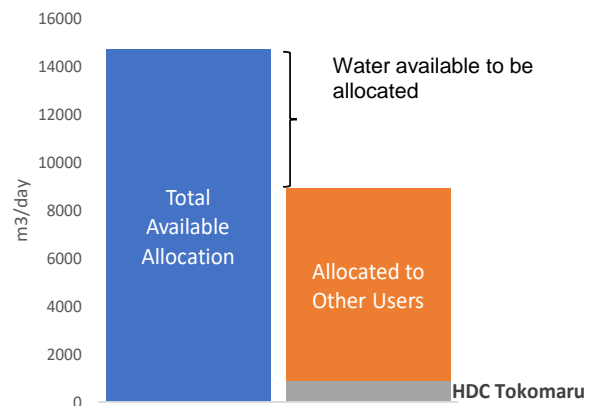 16000
14000
12000
10000
8000
6000
4000
2000
0
m3/day
Water available to be
allocated
Total
Available
Allocation
Allocated to
Other Users
HDC Tokomaru